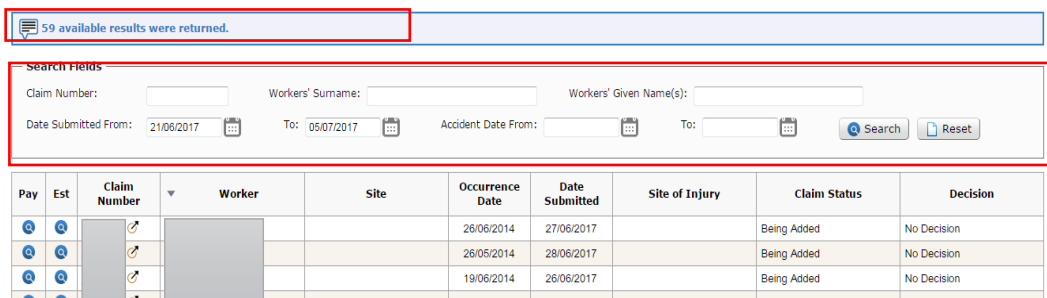 59 available results were returned.
Search Fields
Claim Number: Workers' Surname: Workers' Given Name(s):
Date Submitted From: 21/06/2017 To: 05/07/2017 Accident Date From: To: Search Reset
Pay Est Claim Number Worker Site Occurrence Date Date Submitted Site of Injury Claim Status Decision
26/06/2014 27/06/2017 Being Added No Decision
26/05/2014 28/06/2017 Being Added No Decision
19/06/2014 26/06/2017 Being Added No Decision